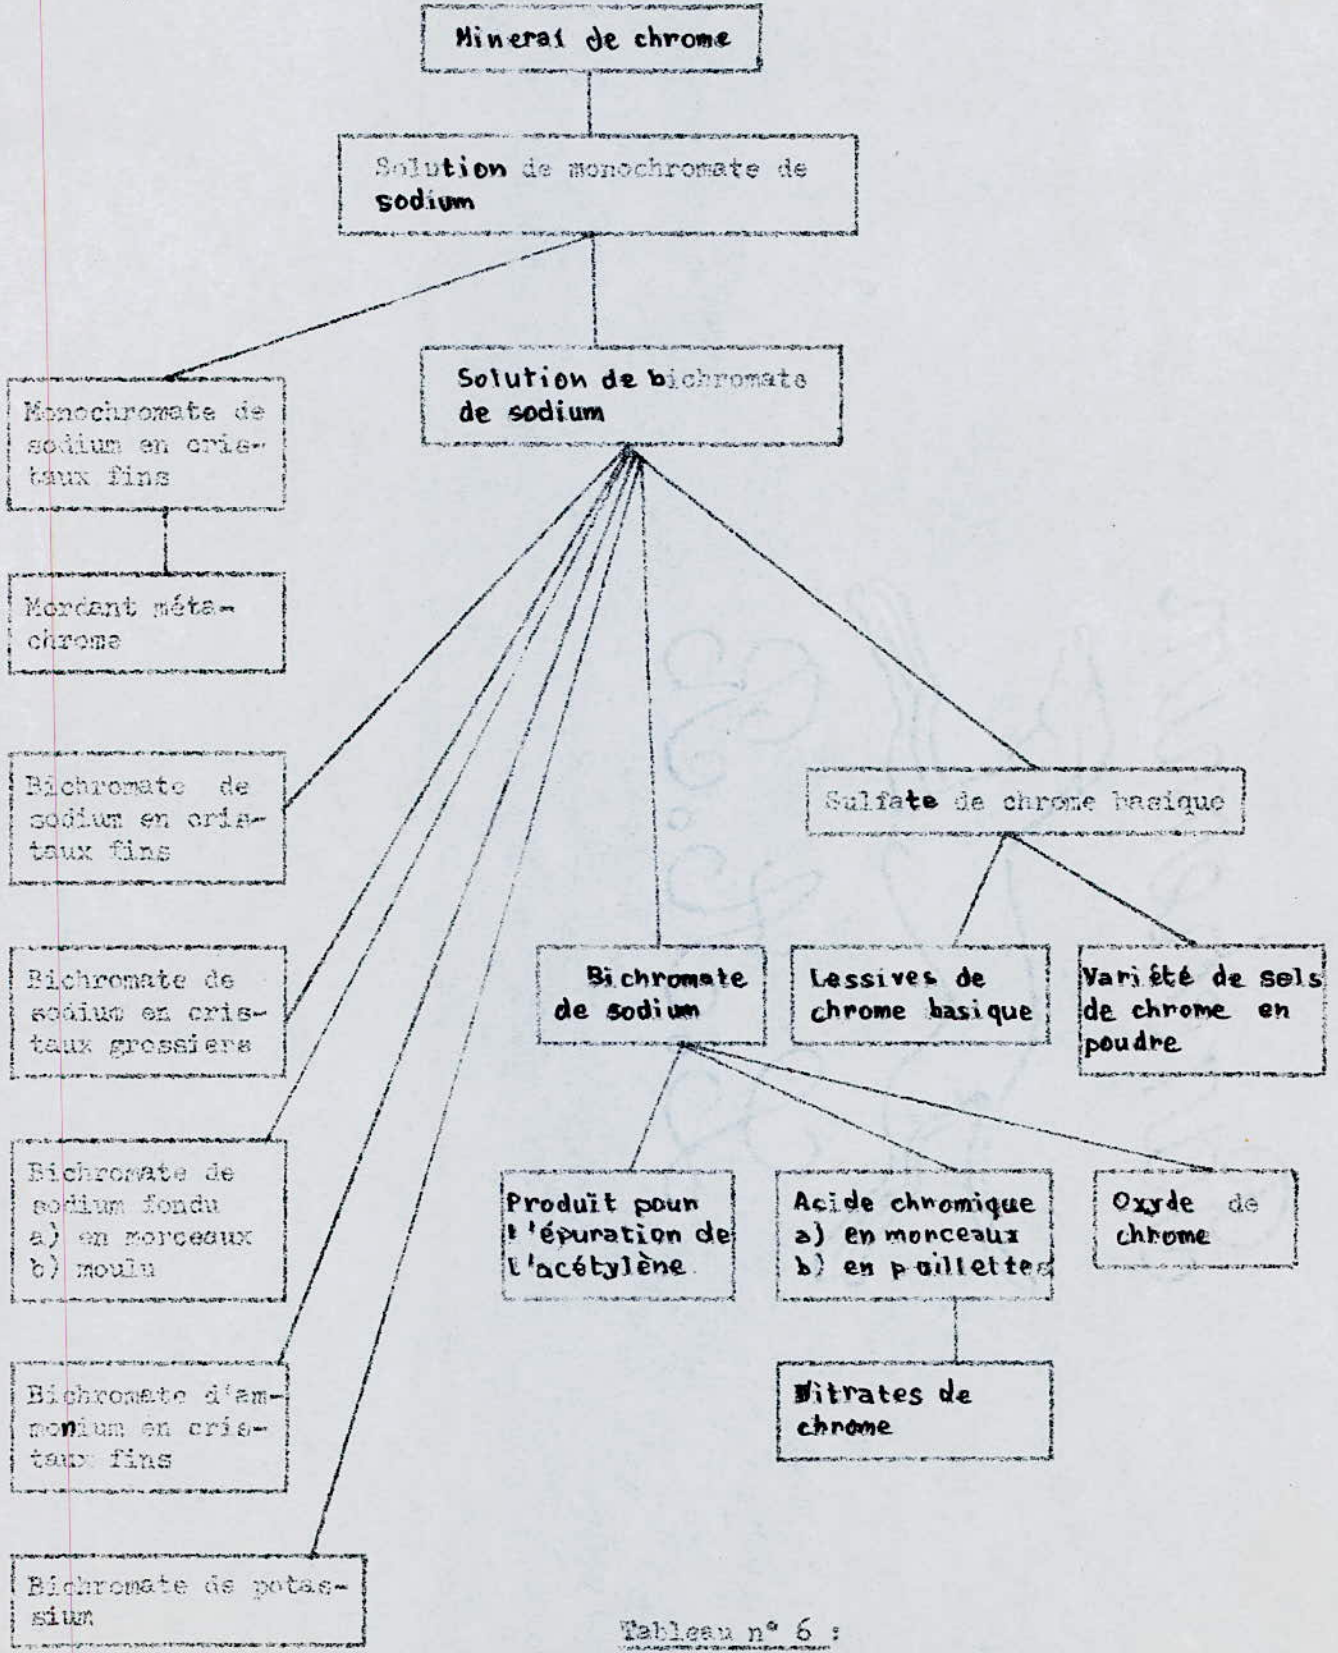 Mineral de chrome
Solution de monochromate de
sodium
Solution de bichromate
de sodium
Monochromate de
sodium en cris-
taux fins
Mordant méta-
chrome
Bichromate de
sodium en cris-
taux fins
Sulfate de chrome basique
Bichromate de
sodium en cris-
taux grossiers
Bichromate
de sodium
Lessives de
chrome basique
Variété de sels
de chrome en
poudre
Bichromate de
sodium fondu
a) en morceaux
b) moulu
Produit pour
l'épuration de
l'acétylène
Acide chromique
a) en morceaux
b) en paillettes
Oxyde de
chrome
Bichromate d'am-
monium en cris-
taux fins
Nitrates de
chrome
Bichromate de potas-
sium
Tableau n° 6 :